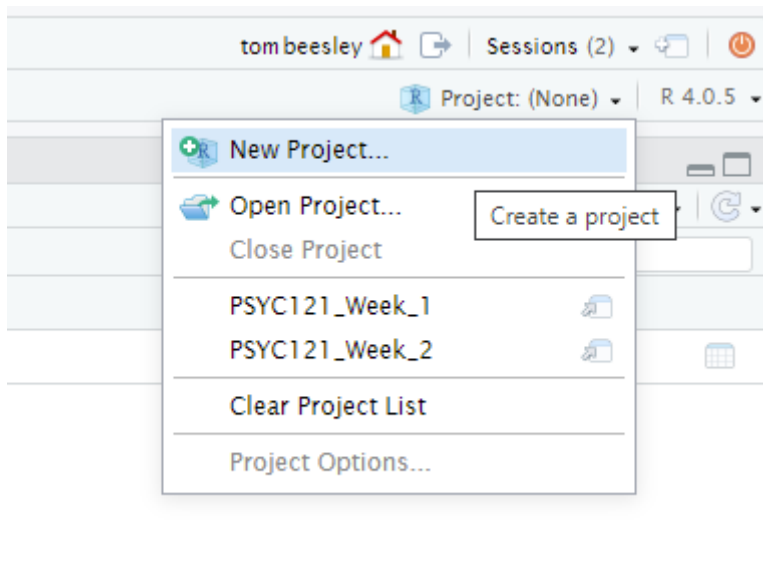 tom beesley Sessions (2)
Project: (None) R 4.0.5
New Project...
Open Project...
Create a project
Close Project
PSYC121_Week_1
PSYC121_Week_2
Clear Project List
Project Options...